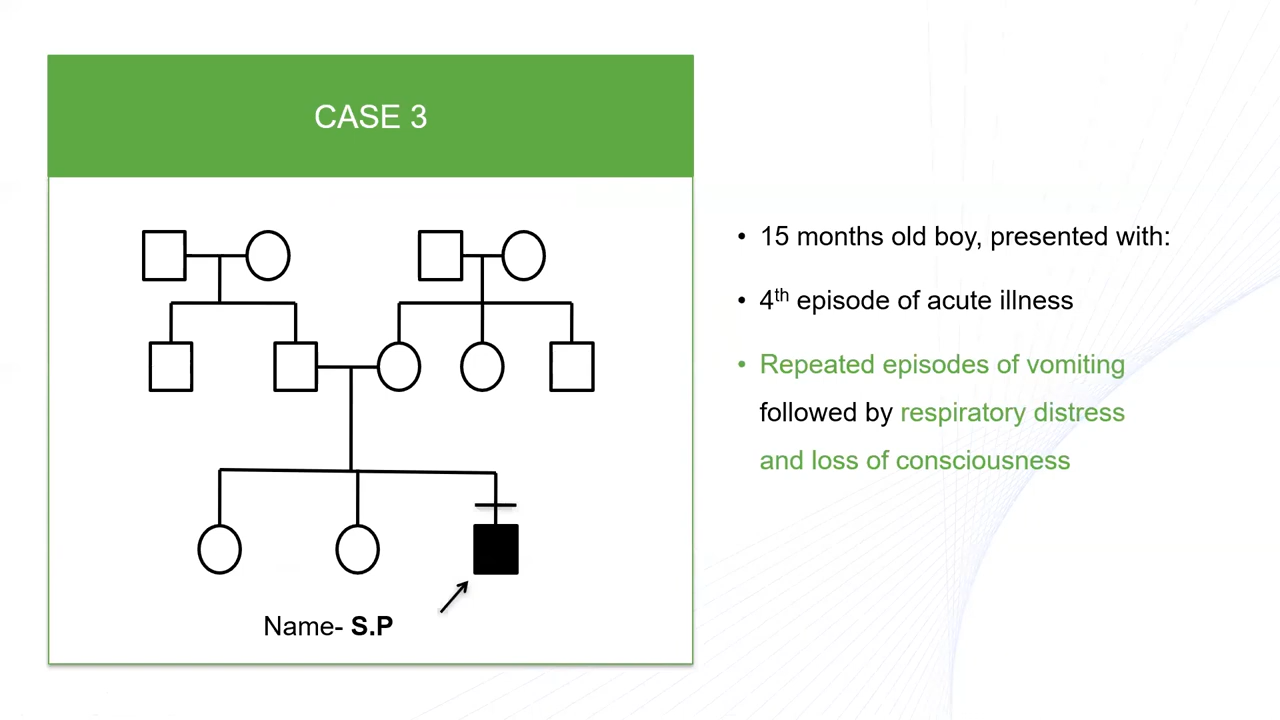 CASE 3
Name- S.P
• 15 months old boy, presented with:
• 4th episode of acute illness
• Repeated episodes of vomiting
followed by respiratory distress
and loss of consciousness